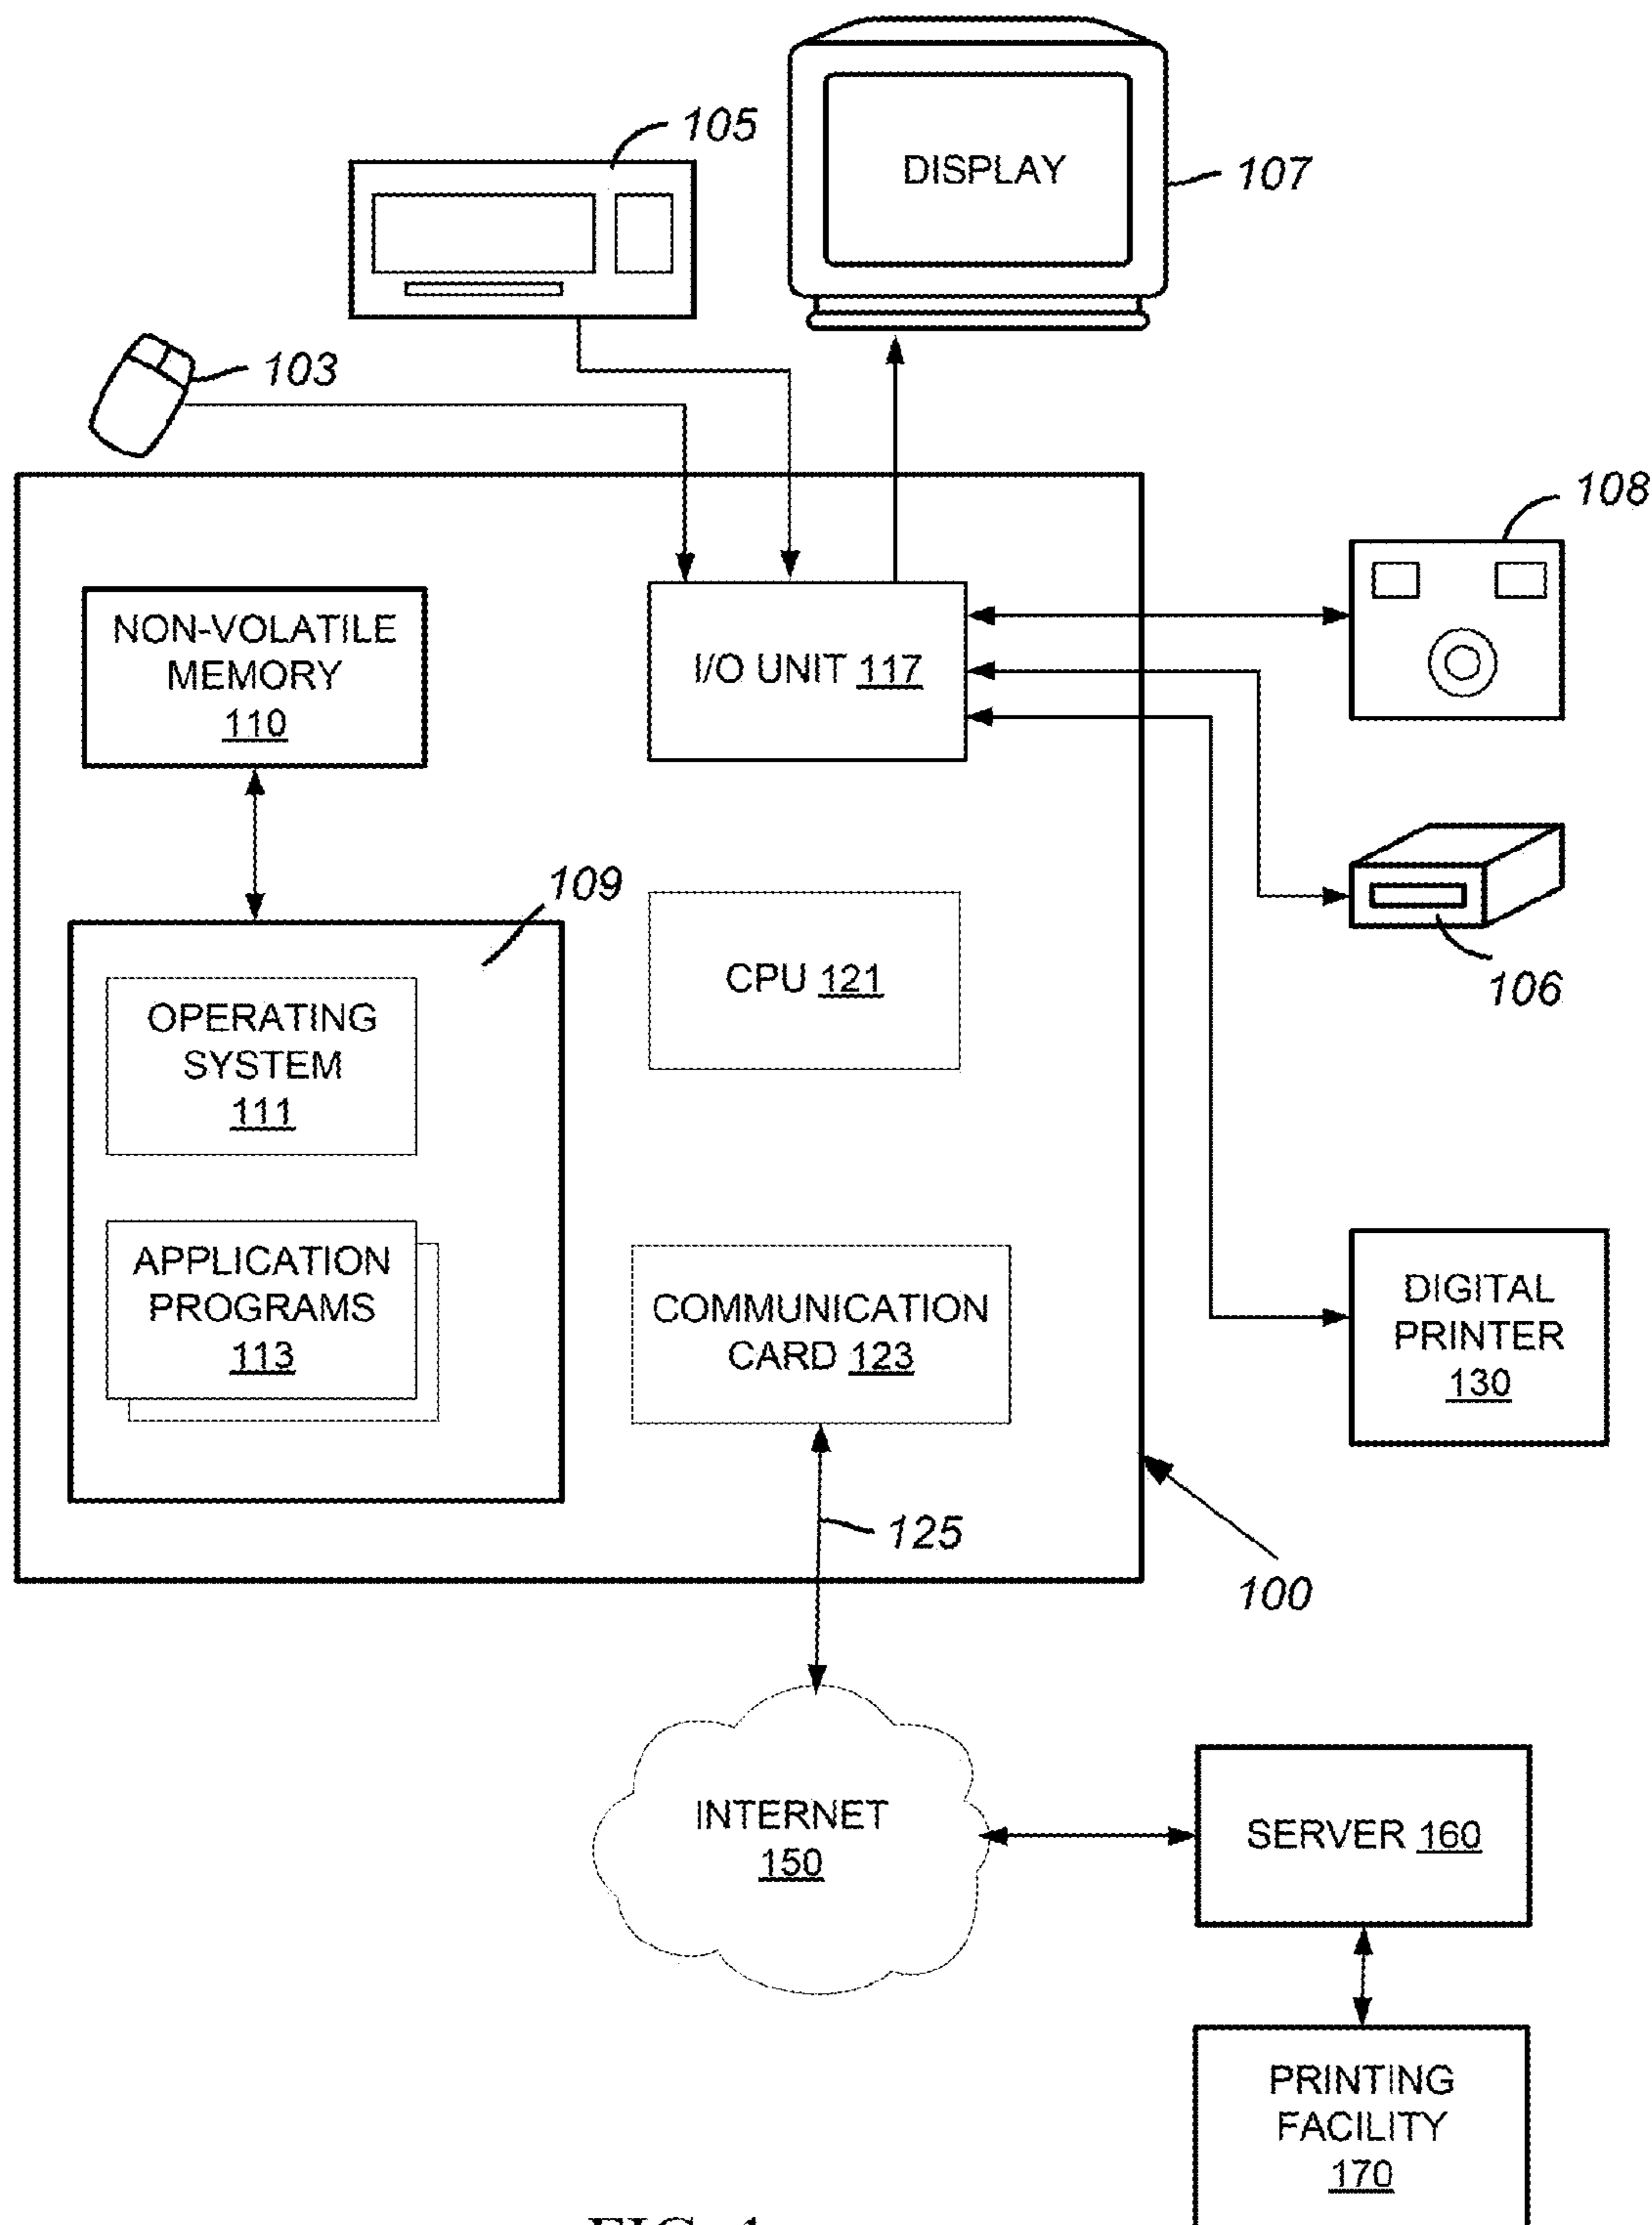 105
DISPLAY
107
103
108
NON-VOLATILE
MEMORY
110
I/O UNIT 117
109
CPU 121
106
OPERATING
SYSTEM
111
APPLICATION
PROGRAMS
113
COMMUNICATION
CARD 123
DIGITAL
PRINTER
130
125
100
INTERNET
150
SERVER 160
PRINTING
FACILITY
170